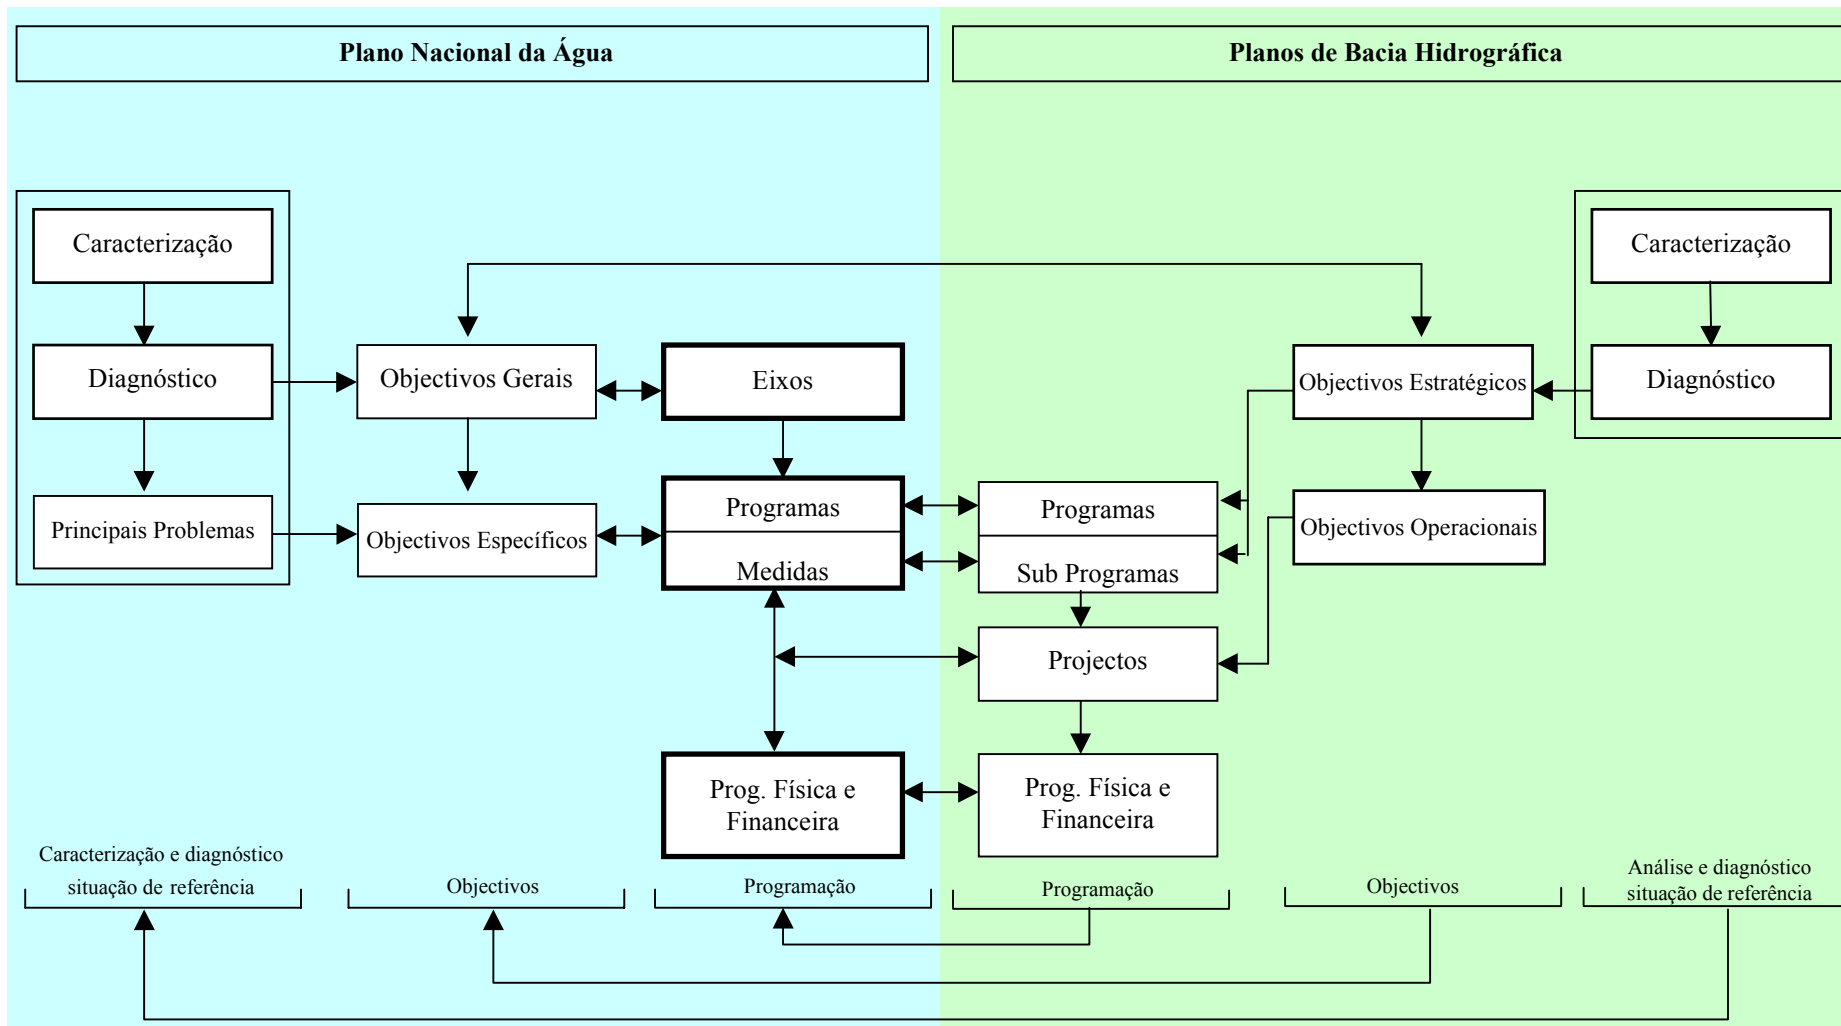 Plano Nacional da Água
Planos de Bacia Hidrográfica
Caracterização
Caracterização
Diagnóstico
Objectivos Gerais
Eixos
Objectivos Estratégicos
Diagnóstico
Principais Problemas
Objectivos Específicos
Programas
Medidas
Programas
Sub Programas
Objectivos Operacionais
Projectos
Prog. Física e
Financeira
Prog. Física e
Financeira
Caracterização e diagnóstico
situação de referência
Objectivos
Programação
Programação
Objectivos
Análise e diagnóstico
situação de referência